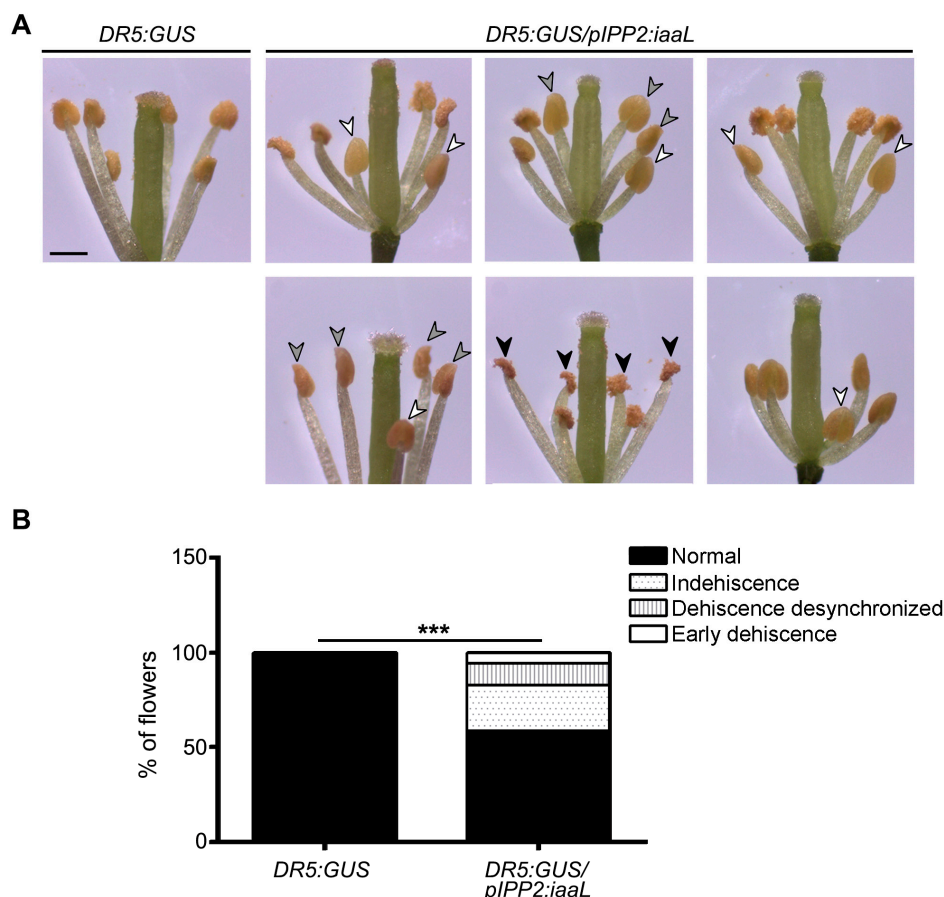 A
DR5:GUS
DR5:GUS/pIPP2:iaaL
B
150
100
50
0
% of flowers
***
Normal
Indehiscence
Dehiscence desynchronized
Early dehiscence
DR5:GUS
DR5:GUS/
pIPP2:iaaL